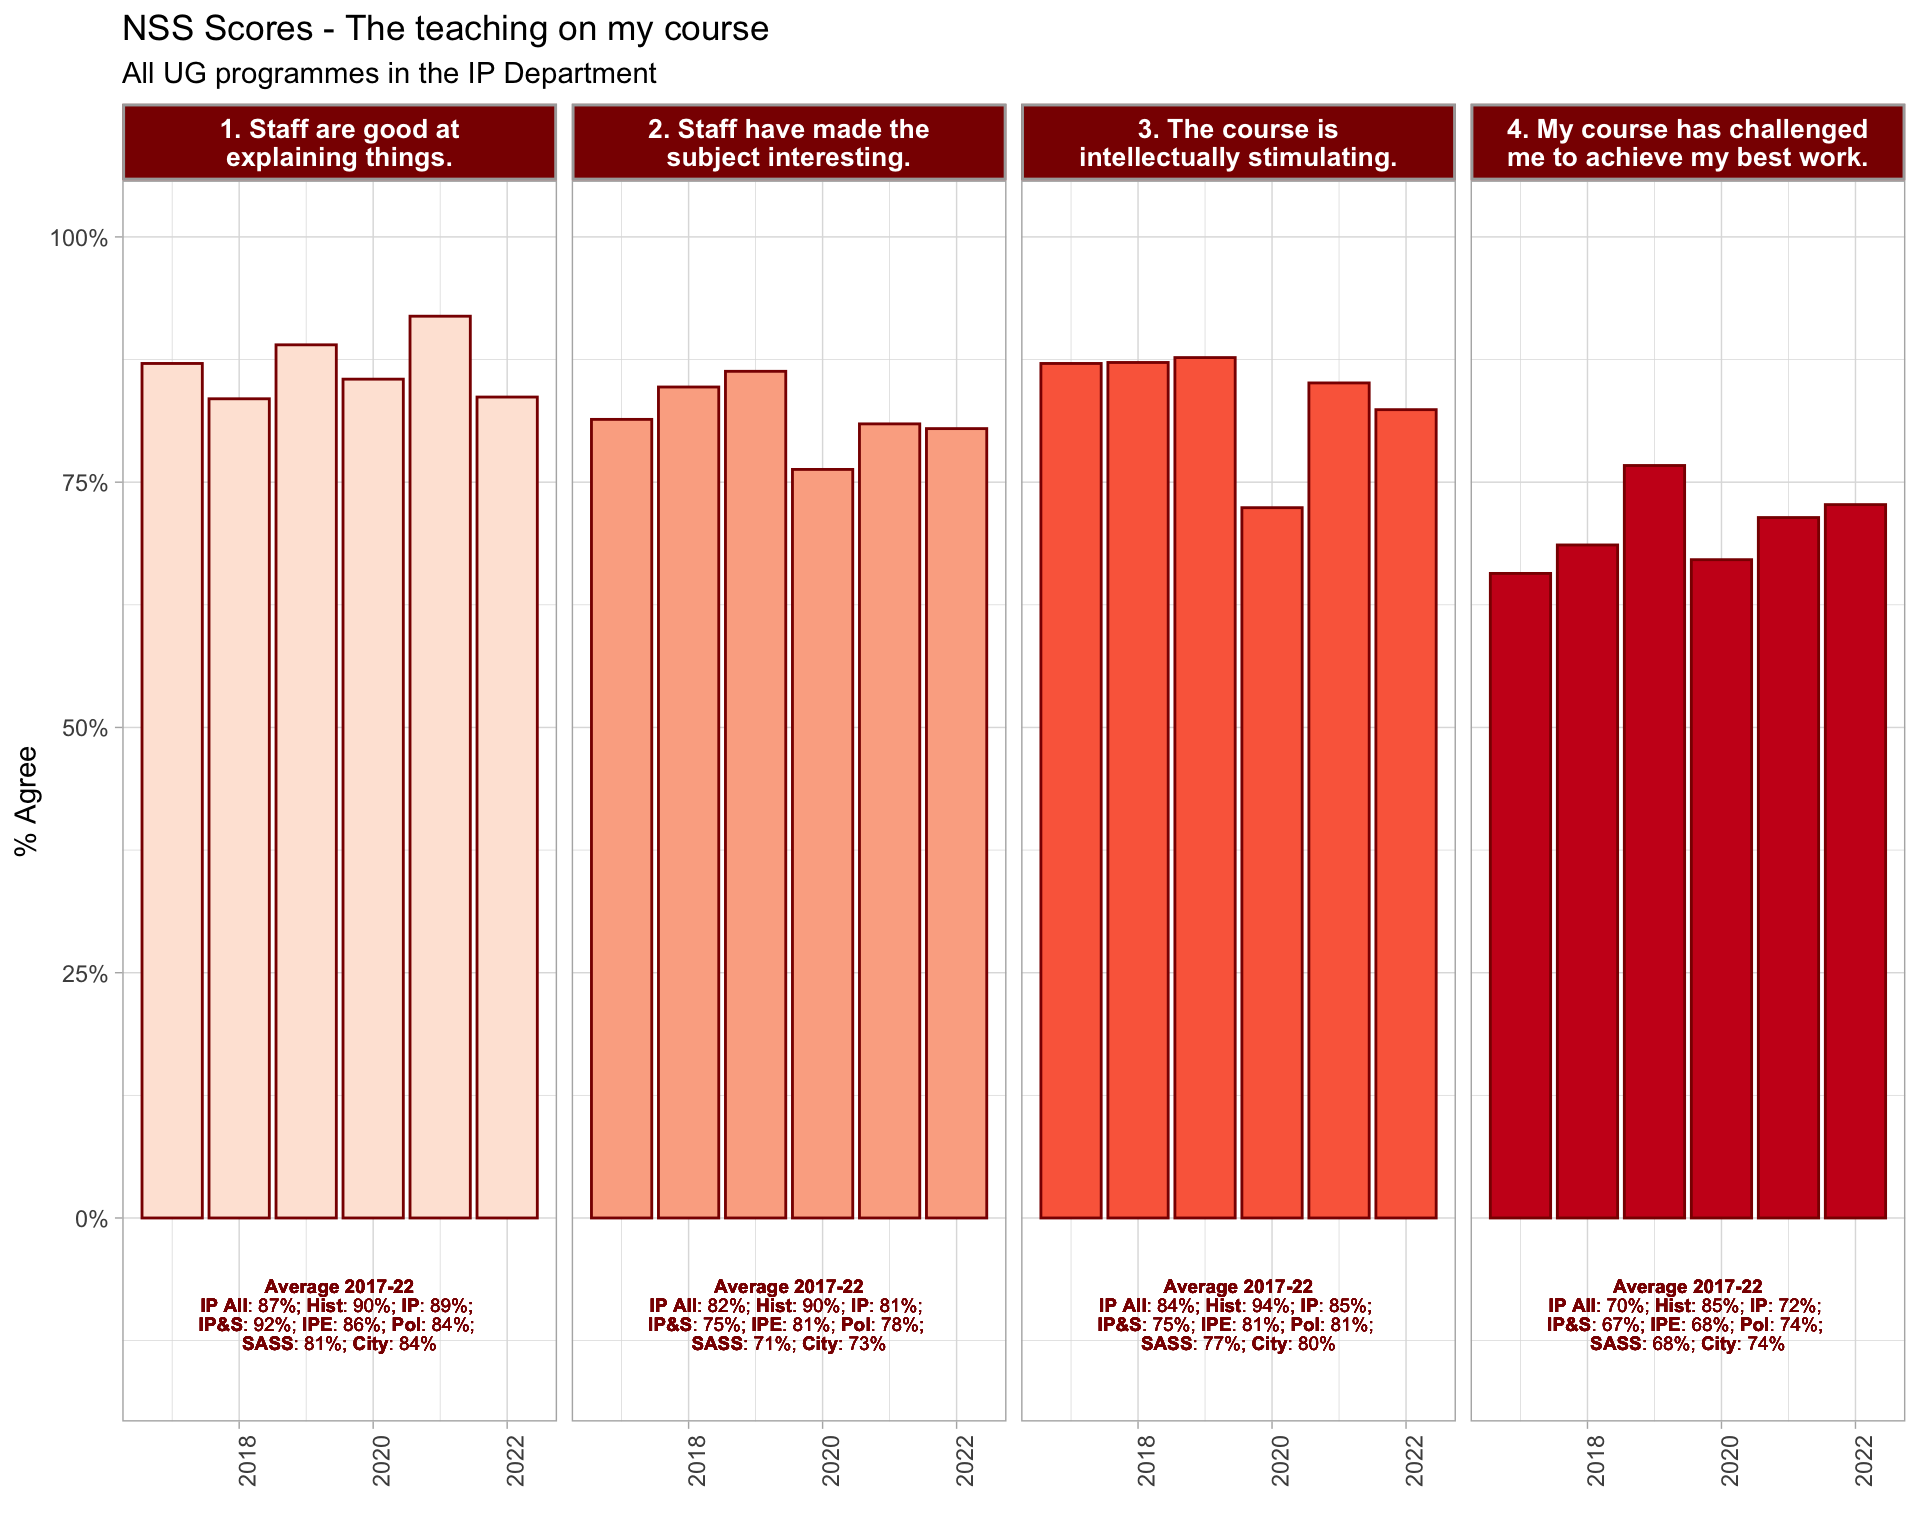 NSS Scores - The teaching on my course
All UG programmes in the IP Department
1. Staff are good at
explaining things.
2. Staff have made the
subject interesting.
3. The course is
intellectually stimulating.
4. My course has challenged
me to achieve my best work.
% Agree
100%
75%
50%
25%
0%
Average 2017-22
IP All: 87%; Hist: 90%; IP: 89%;
IP&S: 92%; IPE: 86%; Pol: 84%;
SASS: 81%; City: 84%
Average 2017-22
IP All: 82%; Hist: 90%; IP: 81%;
IP&S: 75%; IPE: 81%; Pol: 78%;
SASS: 71%; City: 73%
Average 2017-22
IP All: 84%; Hist: 94%; IP: 85%;
IP&S: 75%; IPE: 81%; Pol: 81%;
SASS: 77%; City: 80%
Average 2017-22
IP All: 70%; Hist: 85%; IP: 72%;
IP&S: 67%; IPE: 68%; Pol: 74%;
SASS: 68%; City: 74%
2018
2020
2022
2018
2020
2022
2018
2020
2022
2018
2020
2022